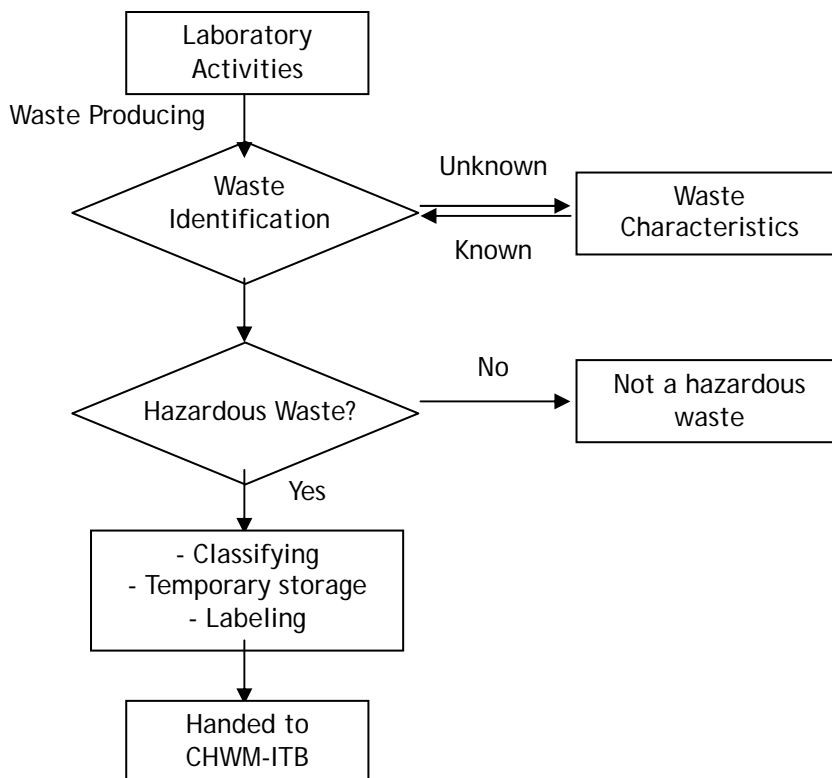 Laboratory
Activities
Waste Producing
Waste
Identification
Unknown
Known
Waste
Characteristics
Hazardous Waste?
No
Not a hazardous
waste
Yes
- Classifying
- Temporary storage
- Labeling
Handed to
CHWM-ITB